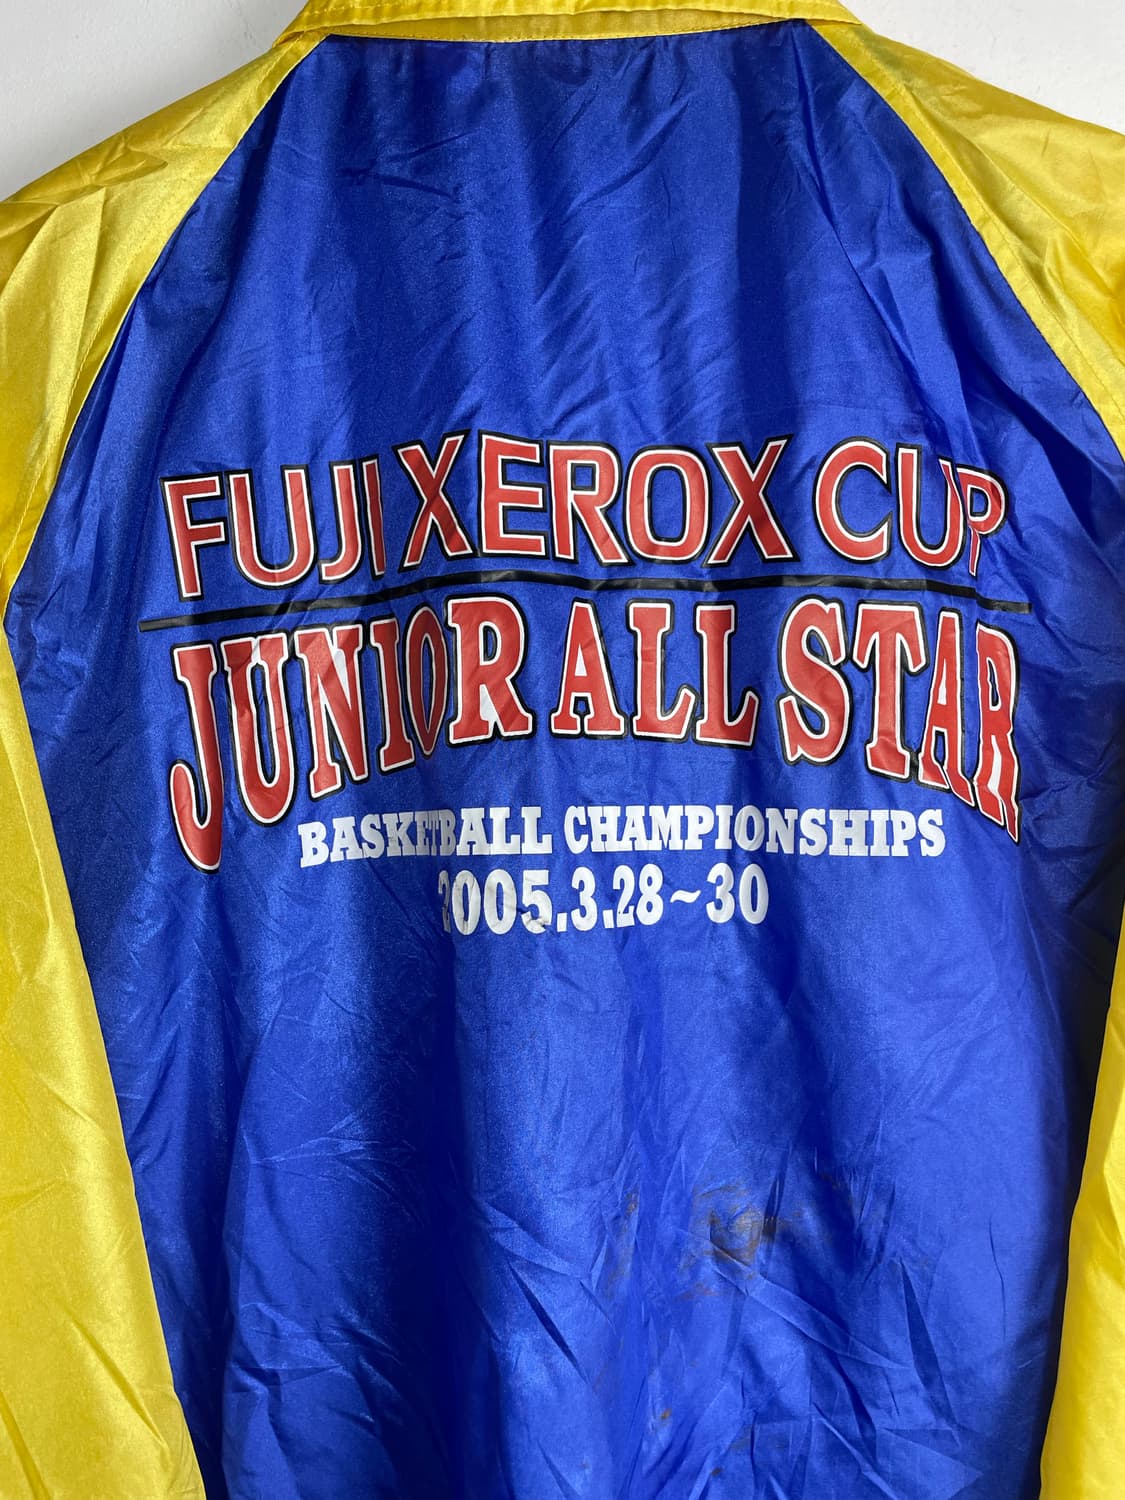 FUJI XEROX CUP
JUNIOR ALL STAR
BASKETBALL CHAMPIONSHIPS
2005.3.28~30